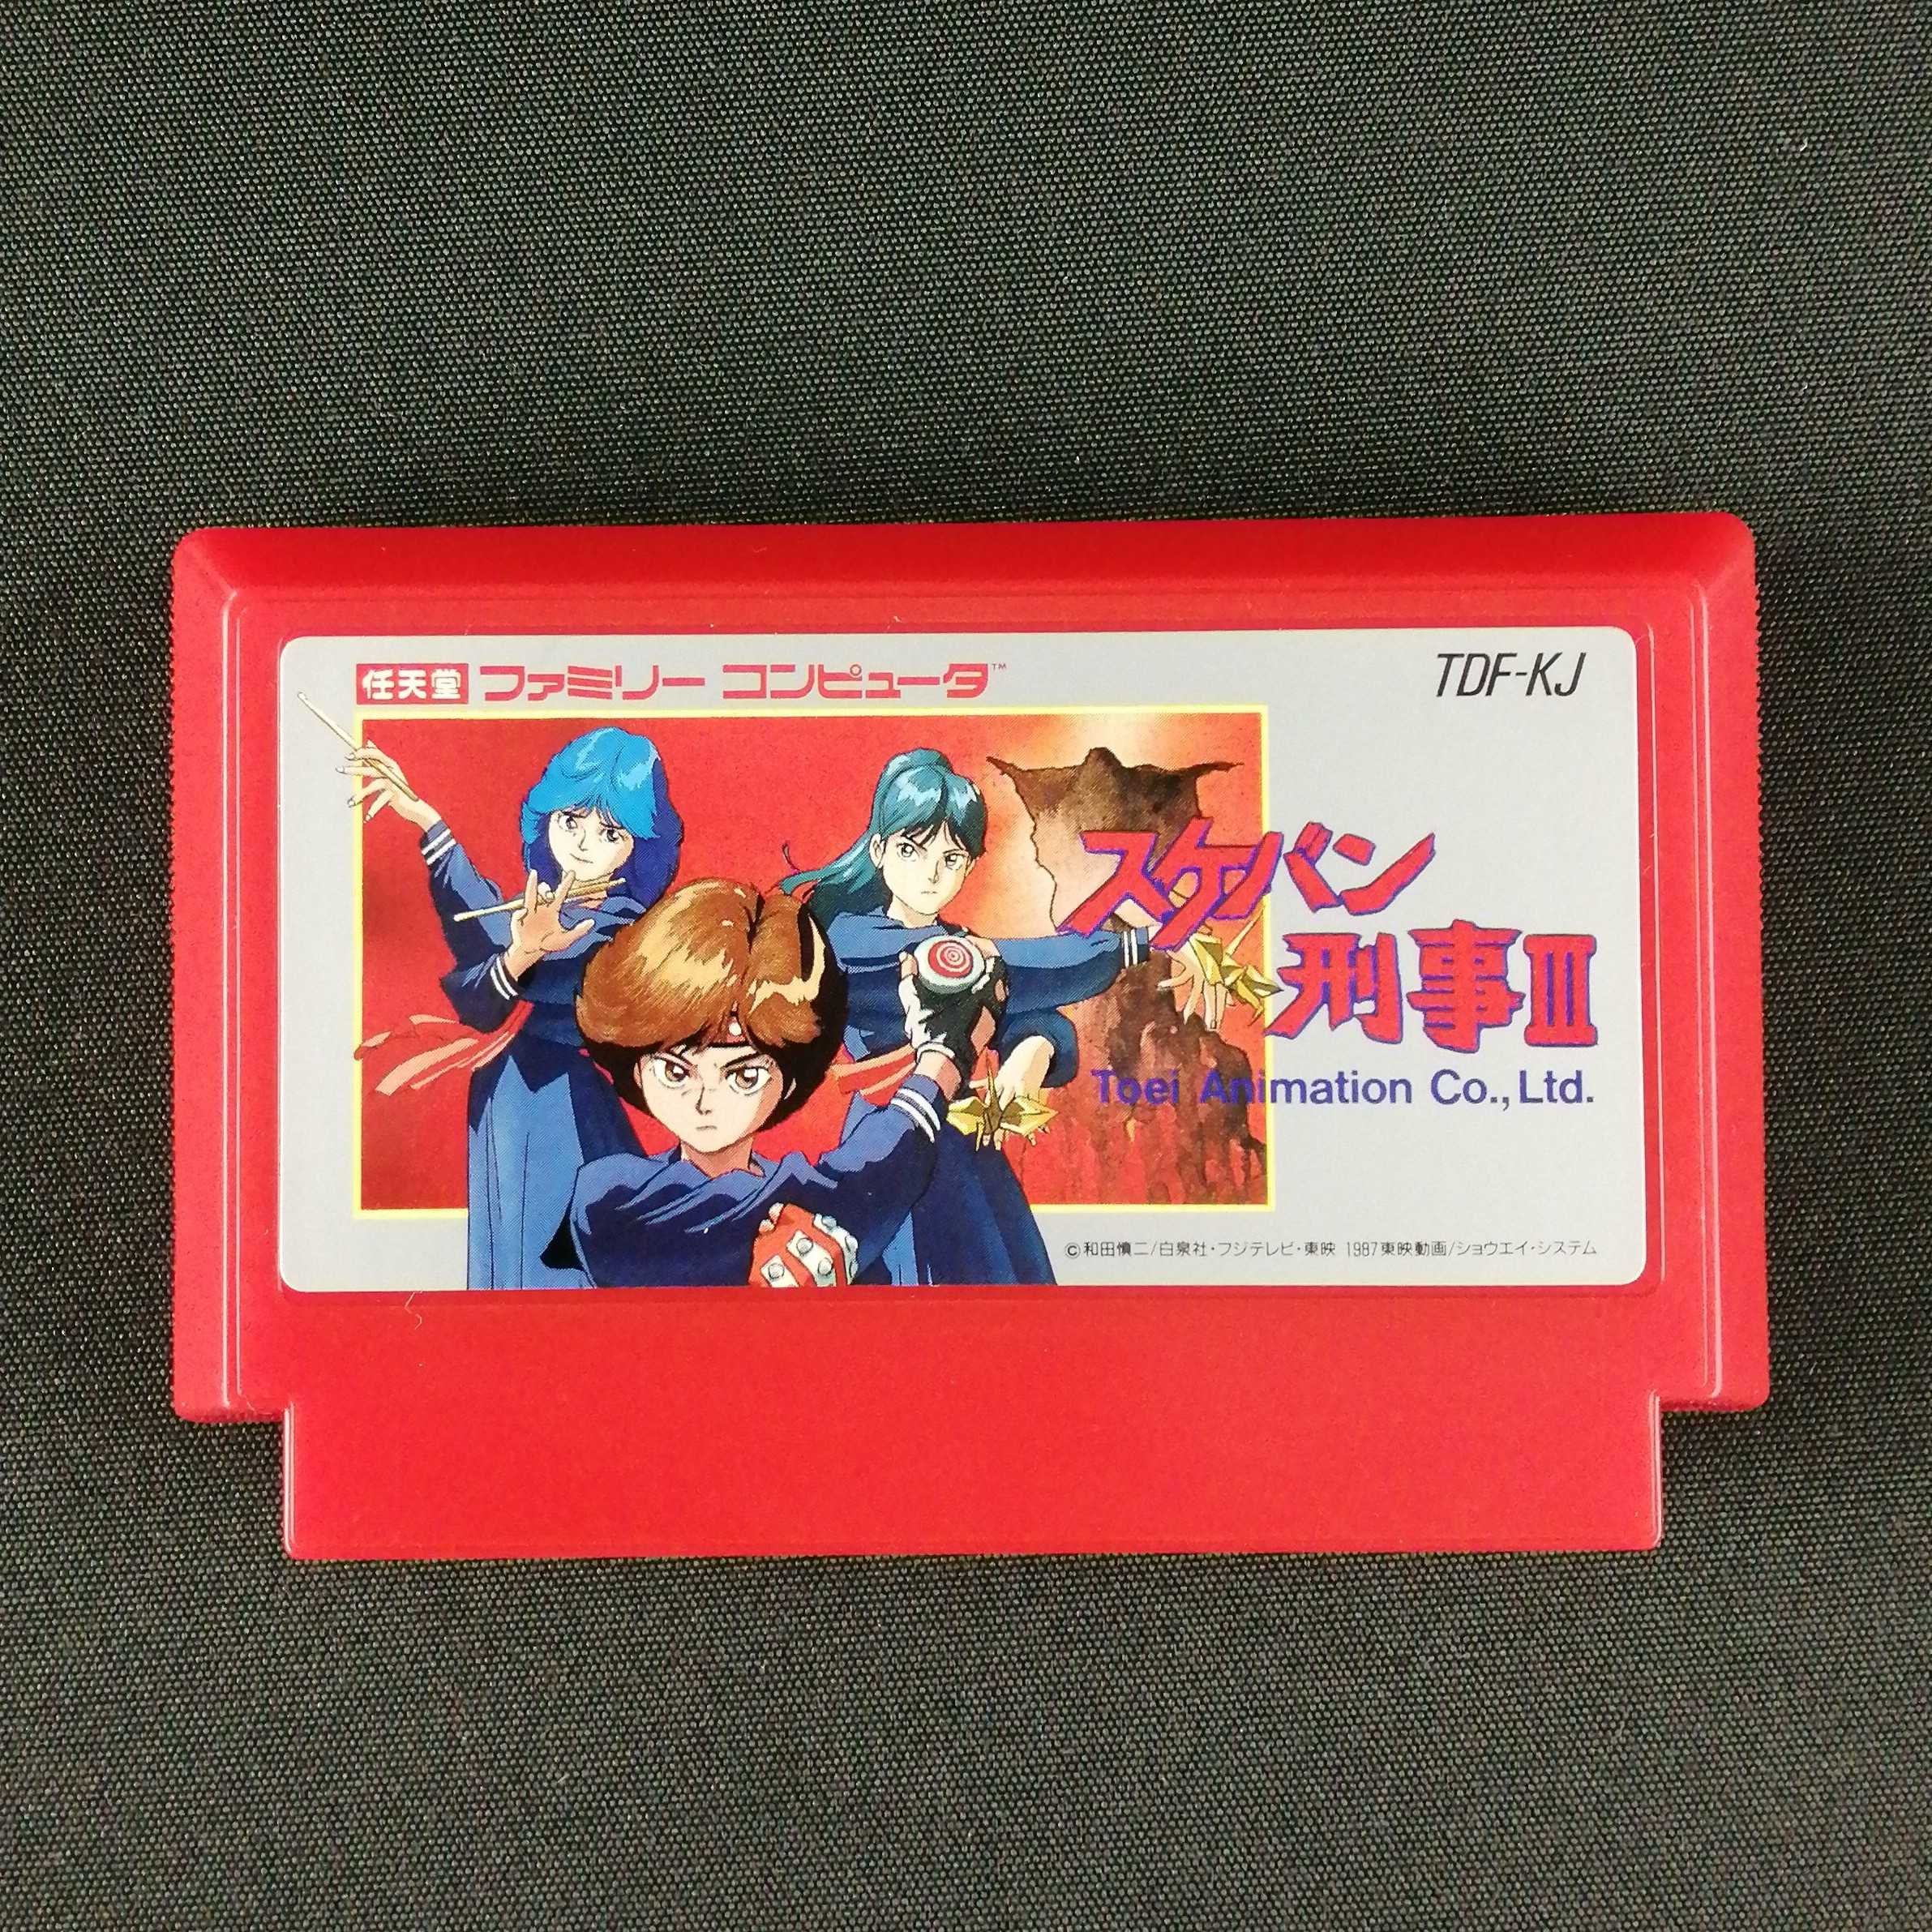 任天堂 ファミリー コンピュータ™
TDF-KJ
スケバン
刑事Ⅲ
Toei Animation Co., Ltd.
©和田慎二/白泉社・フジテレビ・東映 1987東映動画/ショウエイ・システム